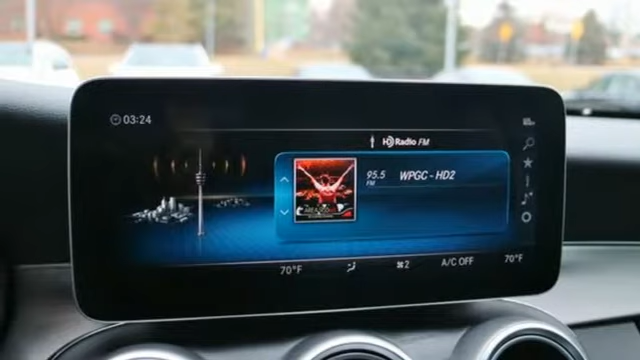 03:24
HD Radio FM
95.5 WPGC - HD2
FM
70°F 2 A/C OFF 70°F